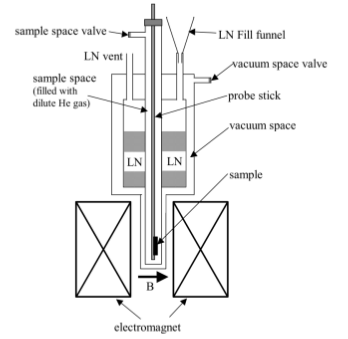 sample space valve
LN Fill funnel
LN vent
vacuum space valve
sample space
(filled with
dilute He gas)
probe stick
vacuum space
LN
LN
sample
B
electromagnet